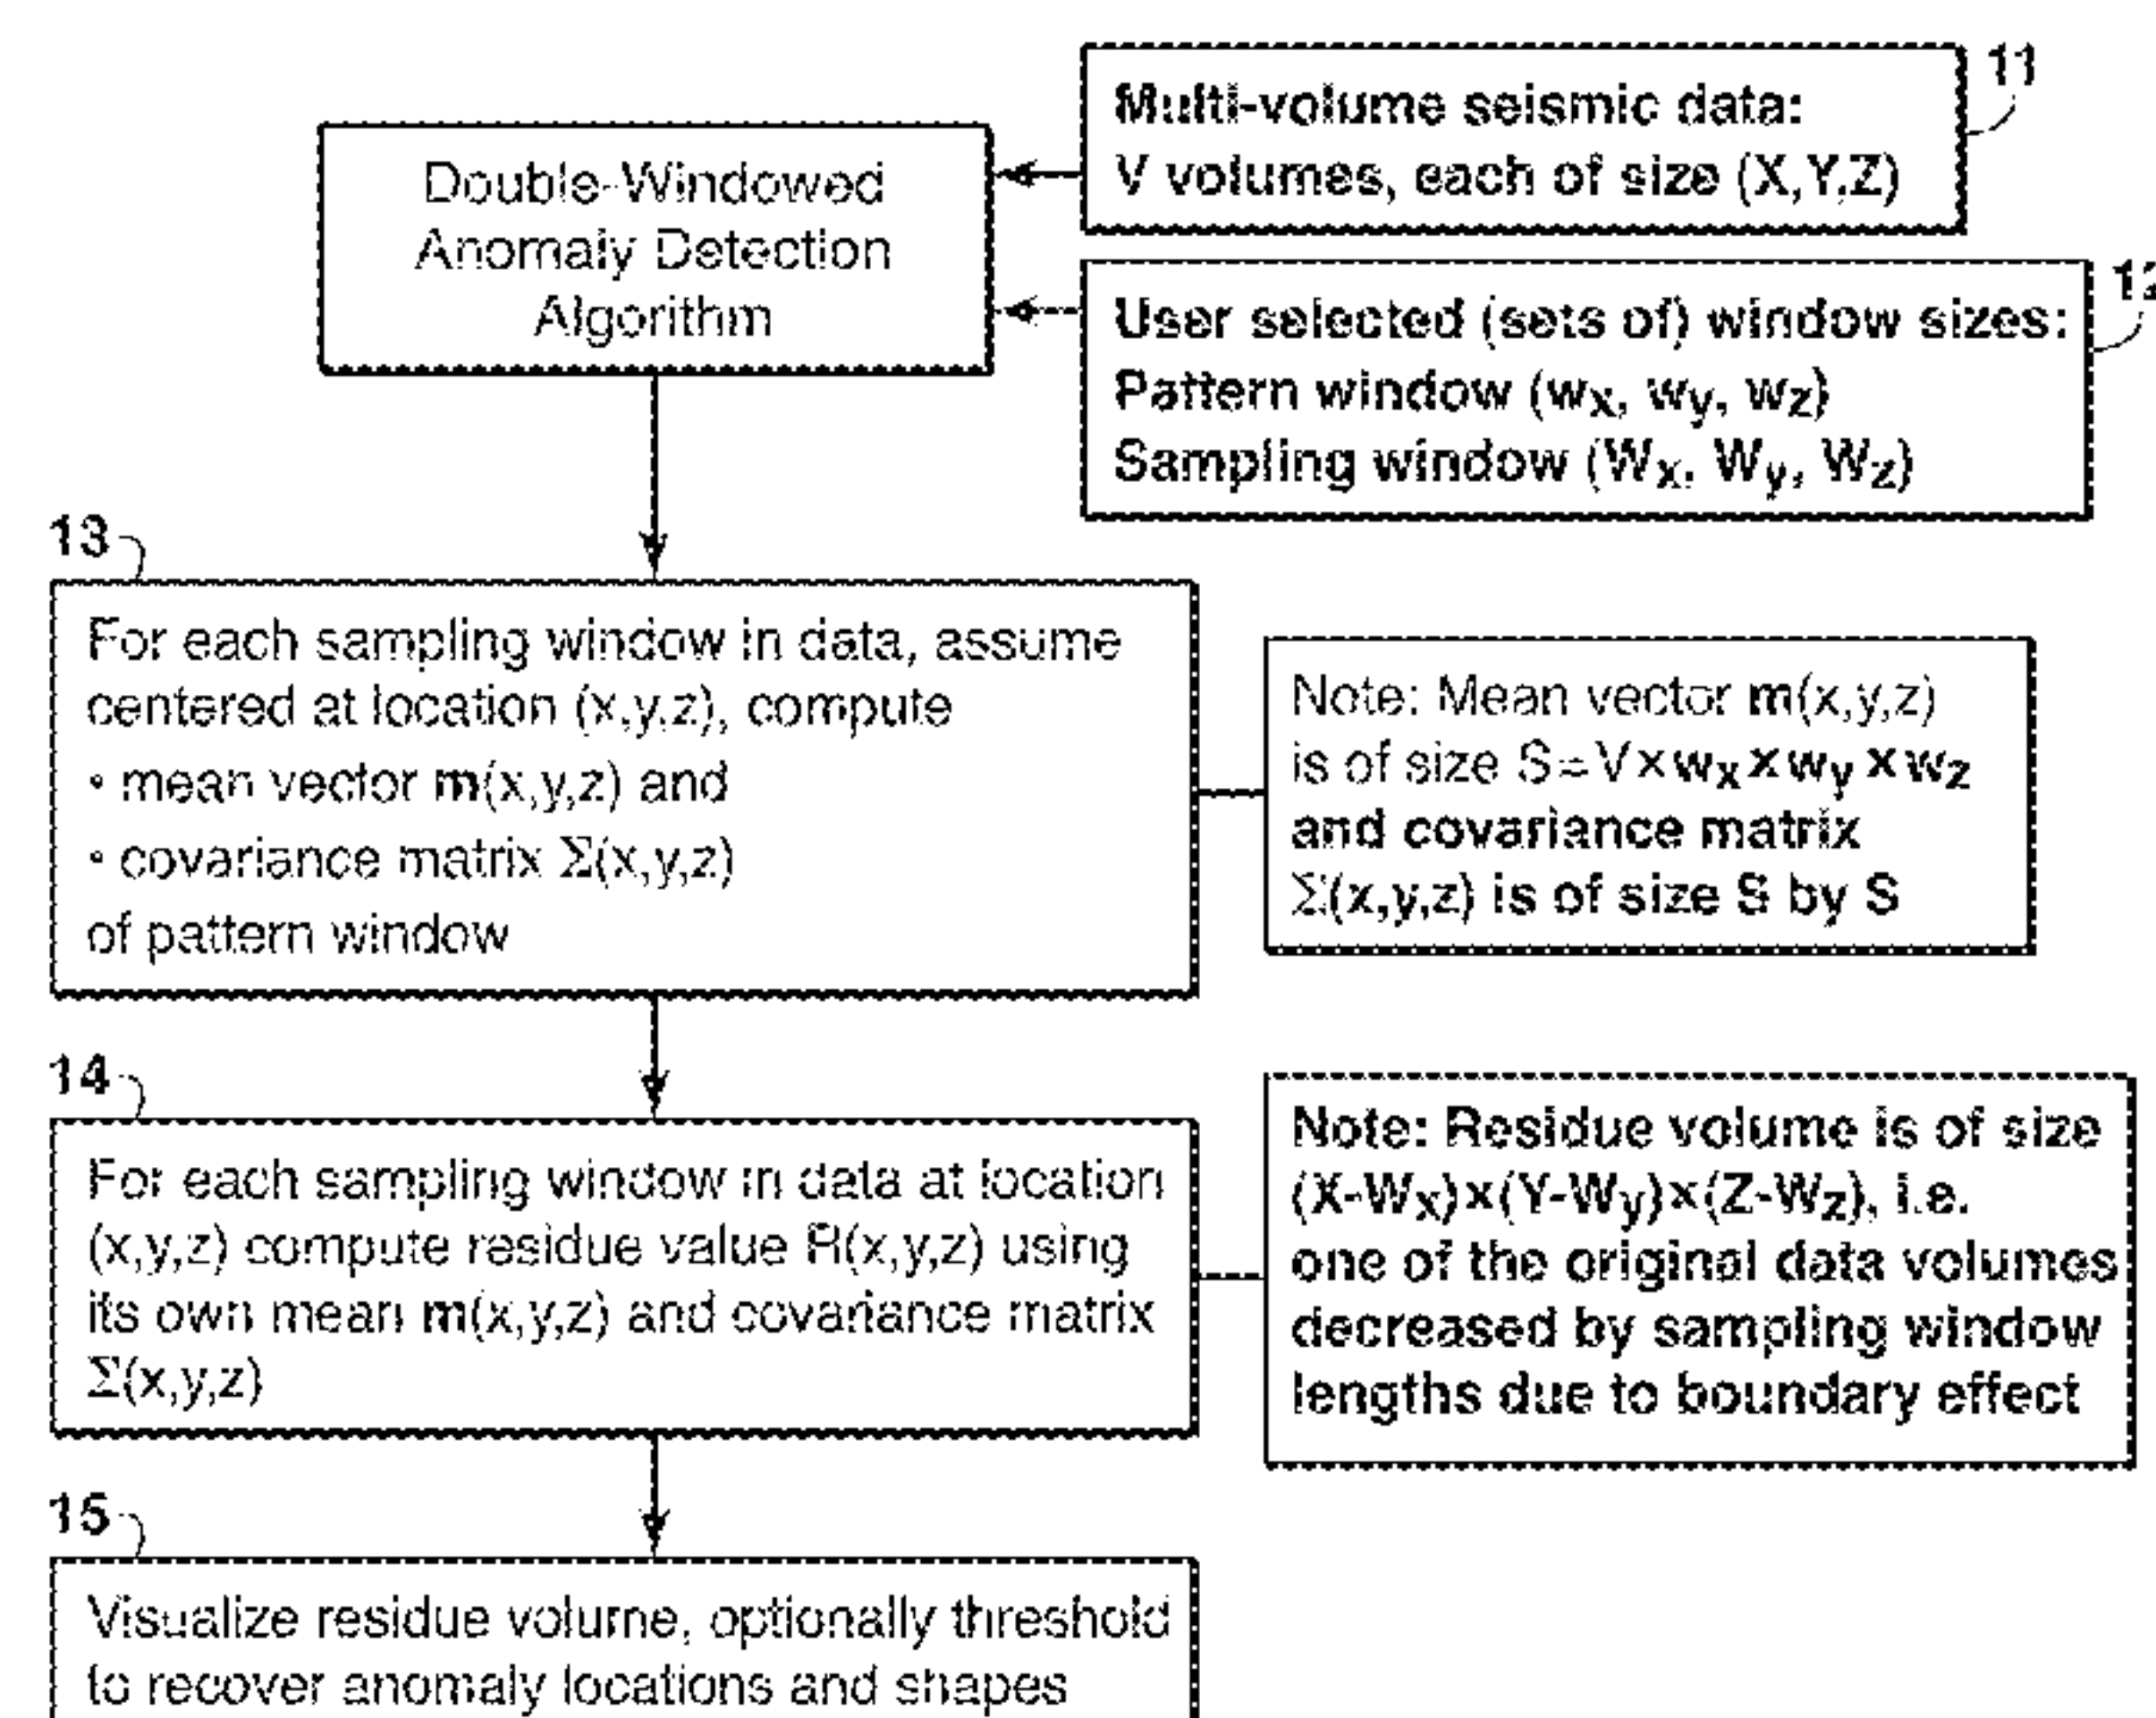 11
Multi-volume seismic data:
V volumes, each of size (X,Y,Z)
Double-Windowed
Anomaly Detection
Algorithm
12
User selected (sets of) window sizes:
Pattern window (wx, wy, wz)
Sampling window (Wx, Wy, Wz)
13
For each sampling window in data, assume
centered at location (x,y,z), compute
• mean vector m(x,y,z) and
• covariance matrix Σ(x,y,z)
of pattern window
Note: Mean vector m(x,y,z)
is of size S=V×wx×wy×wz
and covariance matrix
Σ(x,y,z) is of size S by S
14
For each sampling window in data at location
(x,y,z) compute residue value R(x,y,z) using
its own mean m(x,y,z) and covariance matrix
Σ(x,y,z)
Note: Residue volume is of size
(X-Wx)×(Y-Wy)×(Z-Wz), i.e.
one of the original data volumes
decreased by sampling window
lengths due to boundary effect
15
Visualize residue volume, optionally threshold
to recover anomaly locations and shapes